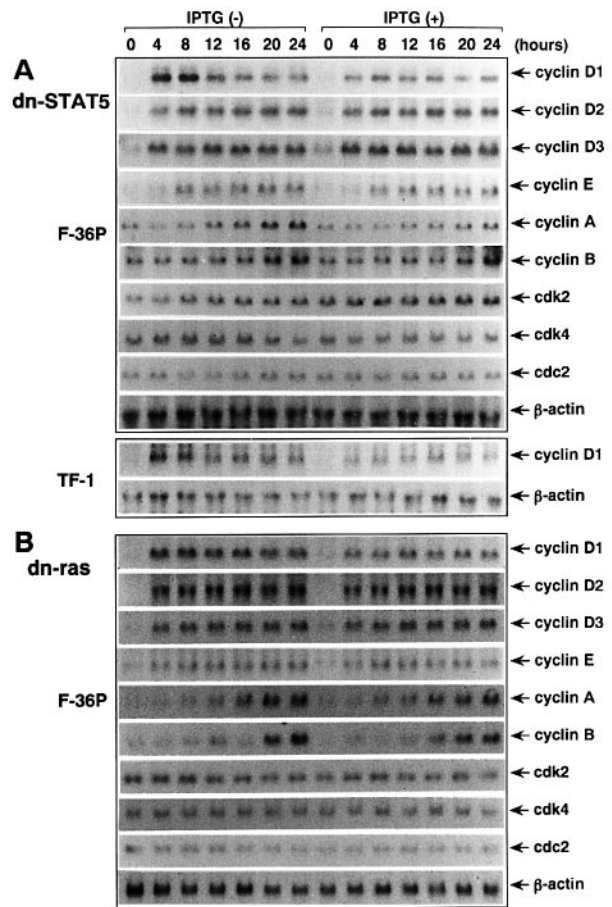 IPTG (-) IPTG (+)
0 4 8 12 16 20 24 0 4 8 12 16 20 24 (hours)
A
dn-STAT5
F-36P
cyclin D1
cyclin D2
cyclin D3
cyclin E
cyclin A
cyclin B
cdk2
cdk4
cdc2
β-actin
TF-1
cyclin D1
β-actin
B
dn-ras
F-36P
cyclin D1
cyclin D2
cyclin D3
cyclin E
cyclin A
cyclin B
cdk2
cdk4
cdc2
β-actin